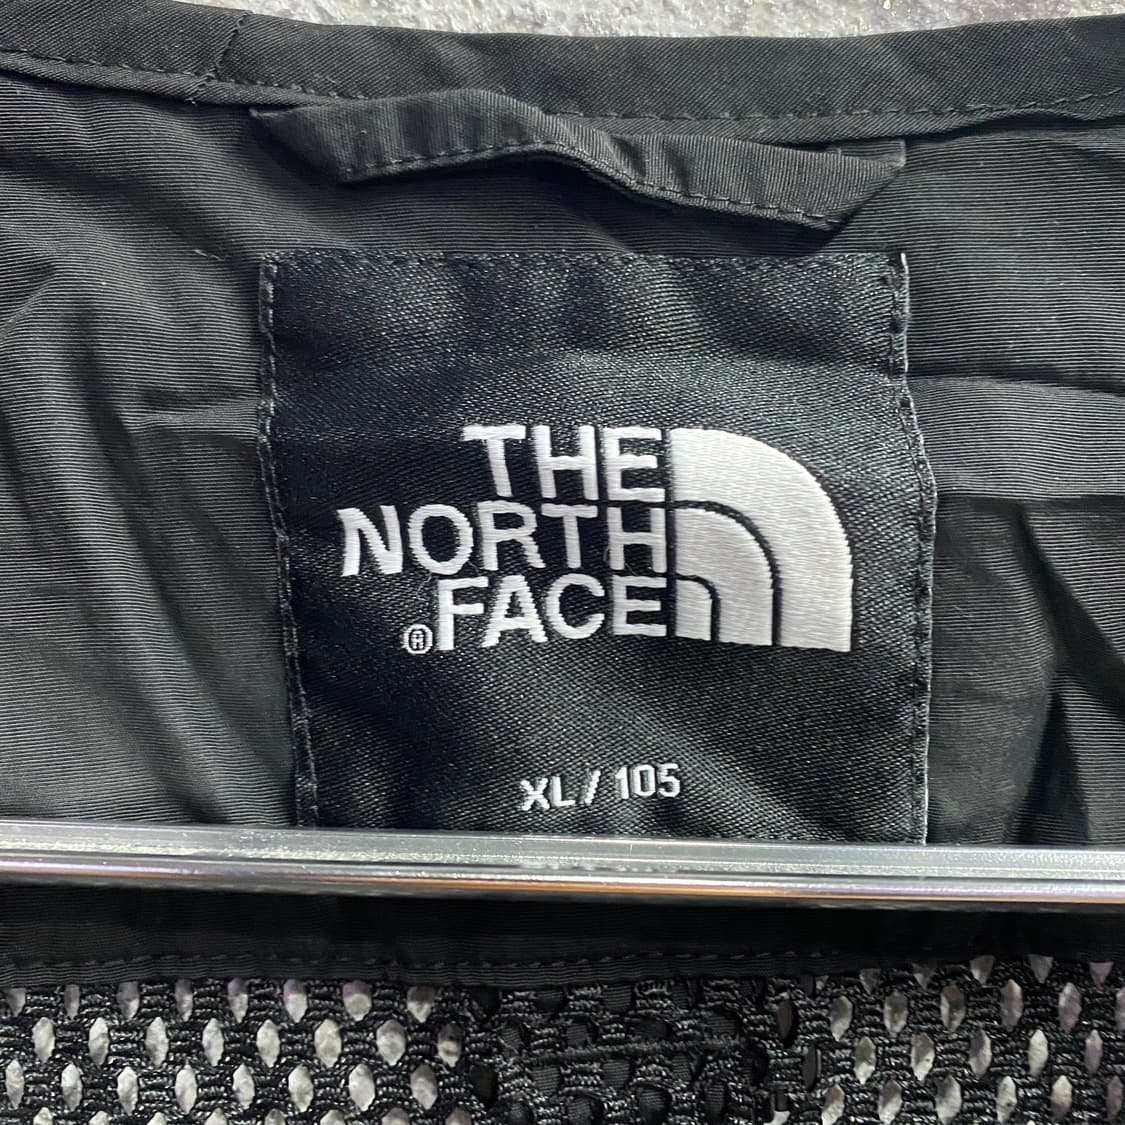 THE
NORTH
®FACE
XL/105